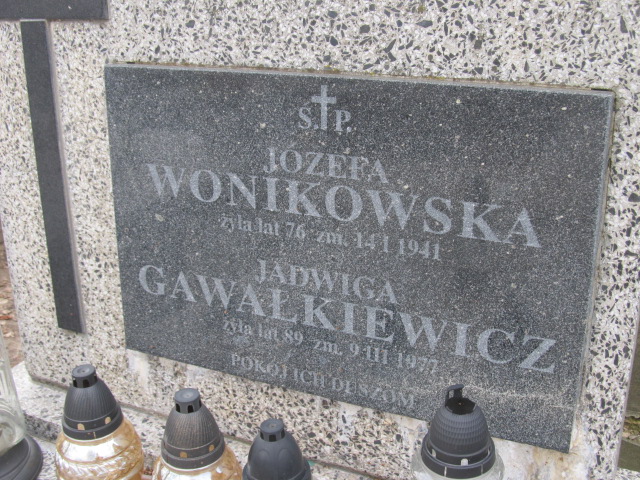 Ś. P.
JÓZEFA
WONIKOWSKA
żyła lat 76 zm. 14 I 1941
JADWIGA
GAWAŁKIEWICZ
żyła lat 89 zm. 9 III 1977
POKÓJ ICH DUSZOM